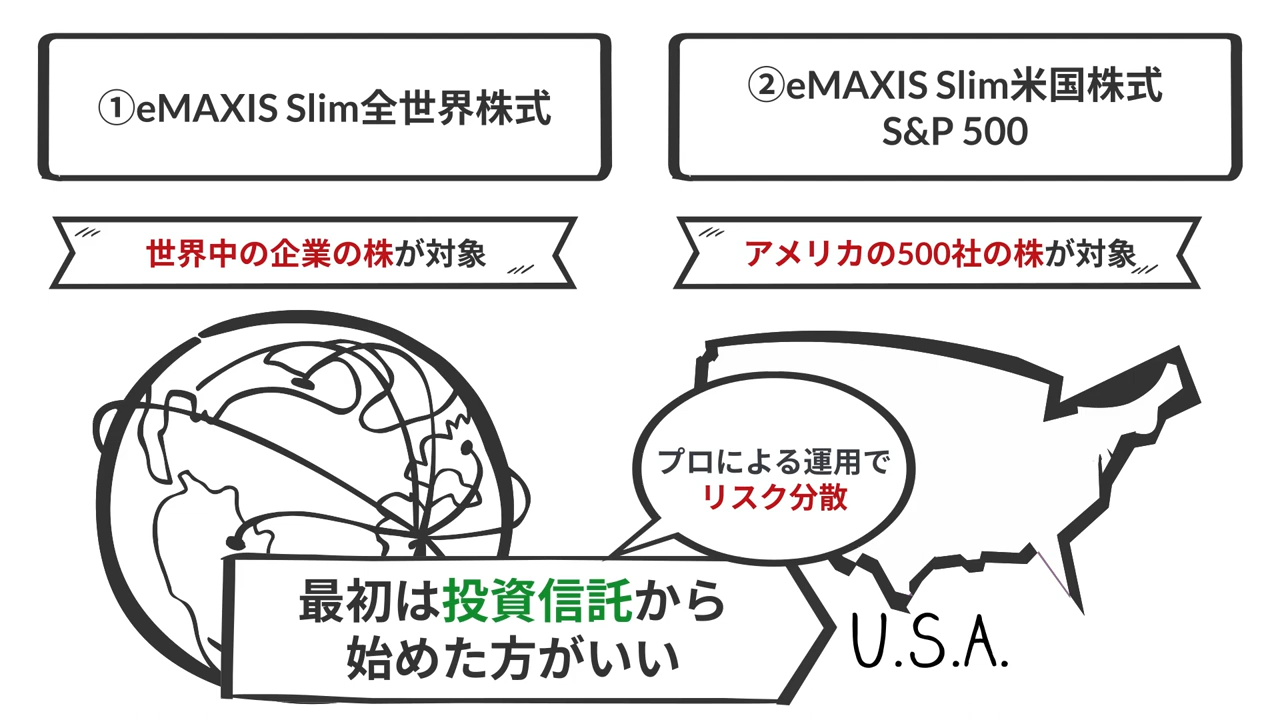 ①eMAXIS Slim全世界株式
②eMAXIS Slim米国株式
S&P 500
世界中の企業の株が対象
アメリカの500社の株が対象
プロによる運用で
リスク分散
最初は投資信託から
始めた方がいい
U.S.A.